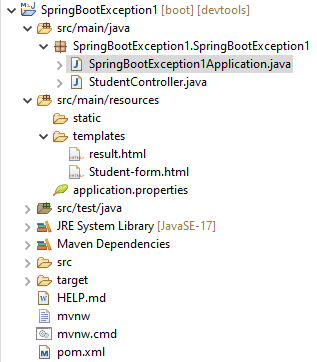 SpringBootException1 [boot] [devtools]
src/main/java
SpringBootException1.SpringBootException1
SpringBootException1Application.java
StudentController.java
src/main/resources
static
templates
result.html
Student-form.html
application.properties
src/test/java
JRE System Library [JavaSE-17]
Maven Dependencies
src
target
HELP.md
mvnw
mvnw.cmd
pom.xml